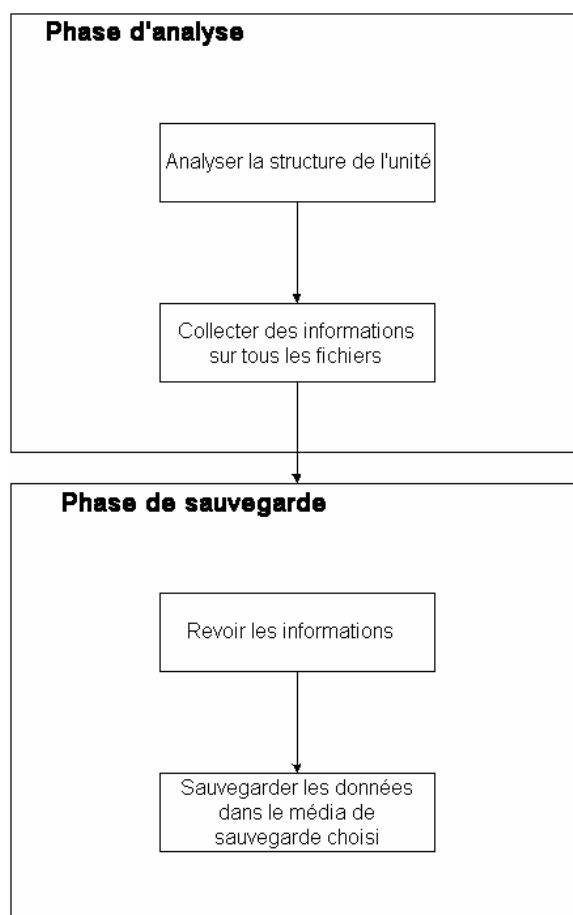 Phase d'analyse
Analyser la structure de l'unité
Collecter des informations
sur tous les fichiers
Phase de sauvegarde
Revoir les informations
Sauvegarder les données
dans le média de
sauvegarde choisi